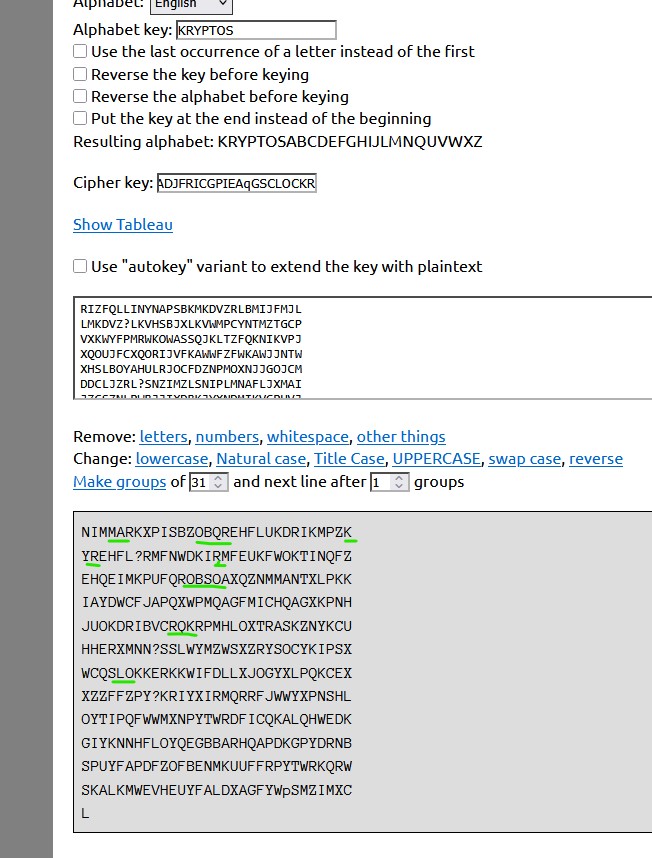 Alphabet: English
Alphabet key: KRYPTOS
Use the last occurrence of a letter instead of the first
Reverse the key before keying
Reverse the alphabet before keying
Put the key at the end instead of the beginning
Resulting alphabet: KRYPTOSABCDEFGHIJLMNQUVWXZ
Cipher key: ADJFRICGPIEAqGSCLOCKR
Show Tableau
Use "autokey" variant to extend the key with plaintext
RIZFQLLINYNAPSBKMKDVZRLBMIJFMJL
LMKDVZ?LKVHSBJXLKVWMPCYNTMZTGCP
VXKWYFPMRWKOWASSQJKLTZFQKNIKVPJ
XQOUJFCXQORIJVFKAWWFZFWKAWJJNTW
XHSLBOYAHULRJOCFDZNPMOXNJJGOJCM
DDCLJZRL?SNZIMZLSNIPLMNAFLJXMAI
Remove: letters, numbers, whitespace, other things
Change: lowercase, Natural case, Title Case, UPPERCASE, swap case, reverse
Make groups of 31 and next line after 1 groups
NIMMARKXPISBZOBQREHFLUKDRIKMPZK
YREHFL?RMFNWDKIRMFEUKFWOKTINQFZ
EHQEIMKPUFQROBSOAXQZNMMANTXLPKK
IAYDWCFJAPQXWPMQAGFMICHQAGXKPNH
JUOKDRIBVCRQKRPMHLOXTRASKZNYKCU
HHERXMNN?SSLWYMZWSXZRYSOCYKIPSX
WCQSLOKKERKKWIFDLLXJOGYXLPQKCEX
XZZFFZPY?KRIYXIRMQRRFJWWYXPNSHL
OYTIPQFWWMXNPYTWRDFICQKALQHWEDK
GIYKNNHFLOYQEGBBARHQAPDKGPYDRNB
SPUYFAPDFZOFBENMKUUFFRPYTWRKQRW
SKALKMWEVHEUYFALDXAGFYWpSMZIMXC
L